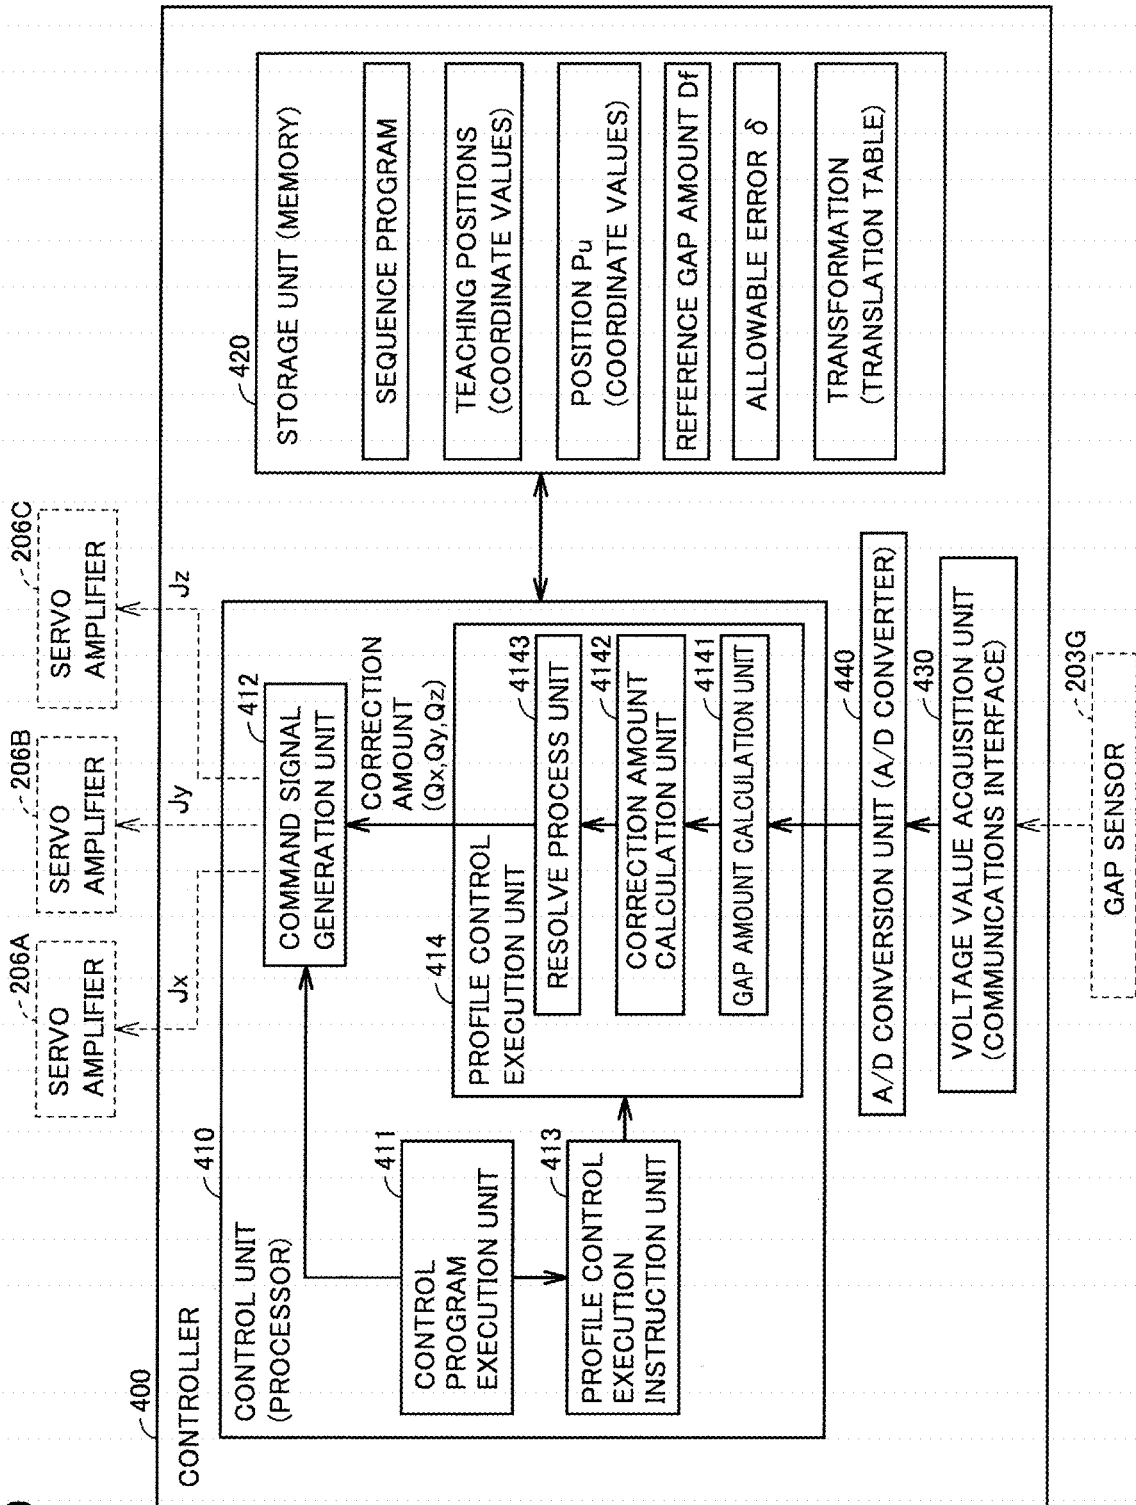 400
CONTROLLER
410
CONTROL UNIT
(PROCESSOR)
411
CONTROL
PROGRAM
EXECUTION UNIT
413
PROFILE CONTROL
EXECUTION
INSTRUCTION UNIT
206A
SERVO
AMPLIFIER
206B
SERVO
AMPLIFIER
206C
SERVO
AMPLIFIER
Jx
Jy
Jz
412
COMMAND SIGNAL
GENERATION UNIT
CORRECTION
AMOUNT
(Qx,Qy,Qz)
414
PROFILE CONTROL
EXECUTION UNIT
4143
RESOLVE PROCESS UNIT
4142
CORRECTION AMOUNT
CALCULATION UNIT
4141
GAP AMOUNT CALCULATION UNIT
440
A/D CONVERSION UNIT (A/D CONVERTER)
430
VOLTAGE VALUE ACQUISITION UNIT
(COMMUNICATIONS INTERFACE)
203G
GAP SENSOR
420
STORAGE UNIT (MEMORY)
SEQUENCE PROGRAM
TEACHING POSITIONS
(COORDINATE VALUES)
POSITION Pu
(COORDINATE VALUES)
REFERENCE GAP AMOUNT Df
ALLOWABLE ERROR δ
TRANSFORMATION
(TRANSLATION TABLE)